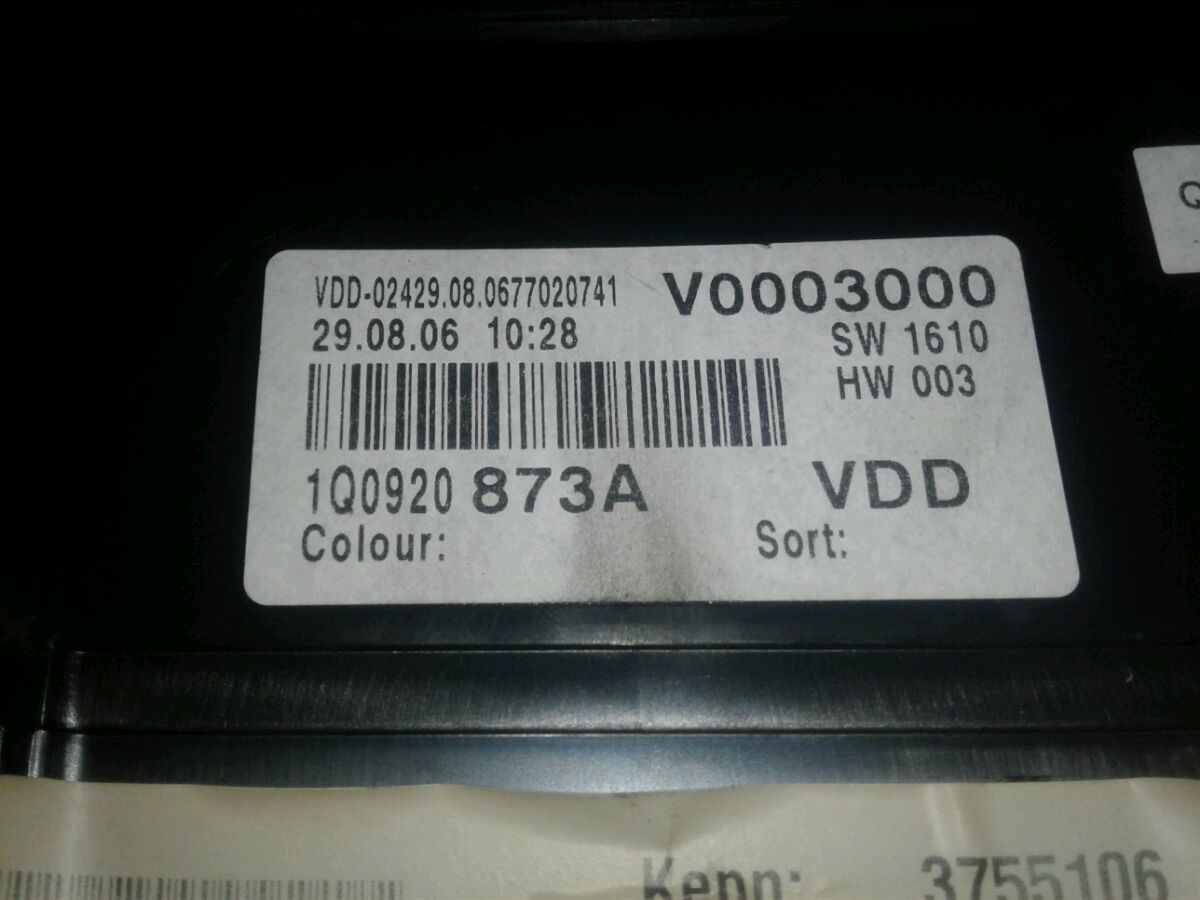 VDD-02429.08.0677020741
V0003000
29.08.06 10:28
SW 1610
HW 003
1Q0920 873A
VDD
Colour:
Sort:
Q
Kenn:
3755106